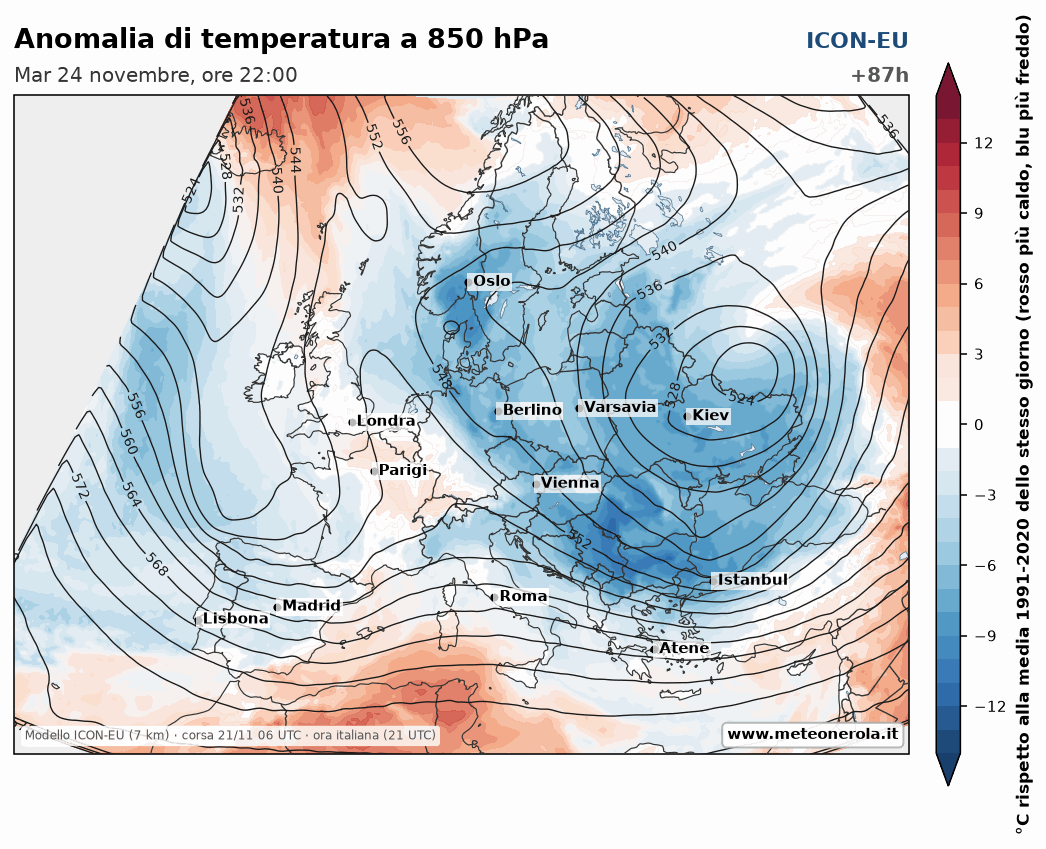 Anomalia di temperatura a 850 hPa
ICON-EU
Mar 24 novembre, ore 22:00
+87h
536
528
524
532
540
544
552
556
540
536
532
528
524
548
552
556
560
564
568
572
Oslo
Londra
Berlino
Varsavia
Kiev
Parigi
Vienna
Istanbul
Madrid
Roma
Lisbona
Atene
536
Modello ICON-EU (7 km) · corsa 21/11 06 UTC · ora italiana (21 UTC)
www.meteonerola.it
12
9
6
3
0
−3
−6
−9
−12
°C rispetto alla media 1991-2020 dello stesso giorno (rosso più caldo, blu più freddo)